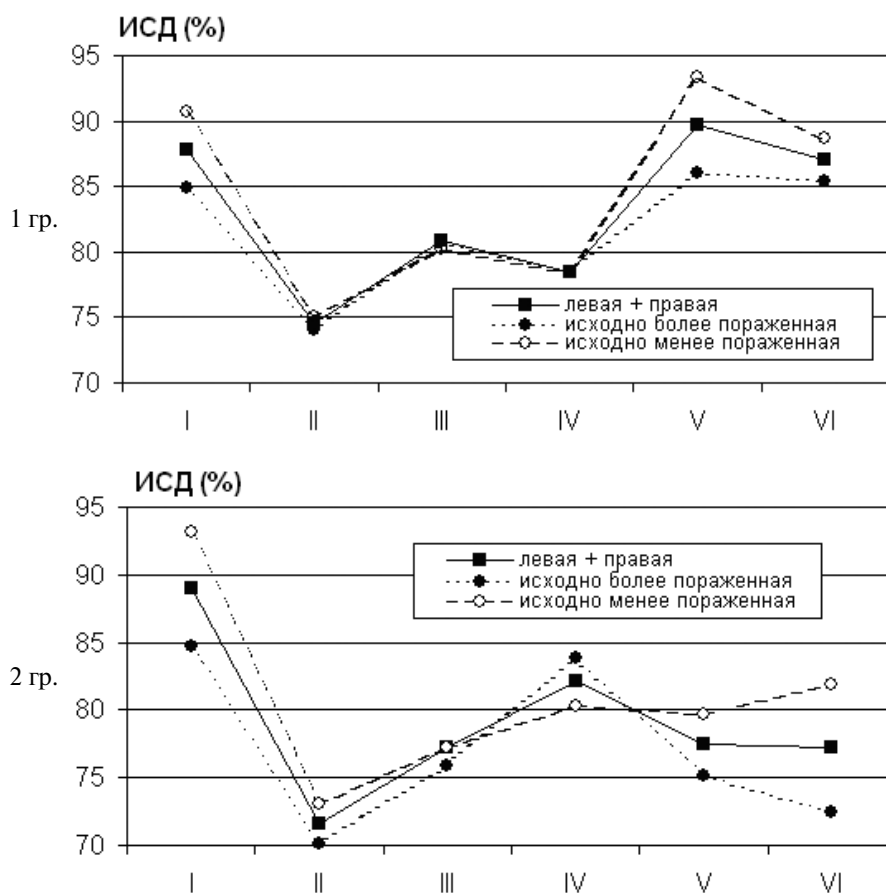 ИСД (%)
95
90
85
80
75
70
1 гр.
левая + правая
исходно более пораженная
исходно менее пораженная
I II III IV V VI
ИСД (%)
95
90
85
80
75
70
2 гр.
левая + правая
исходно более пораженная
исходно менее пораженная
I II III IV V VI